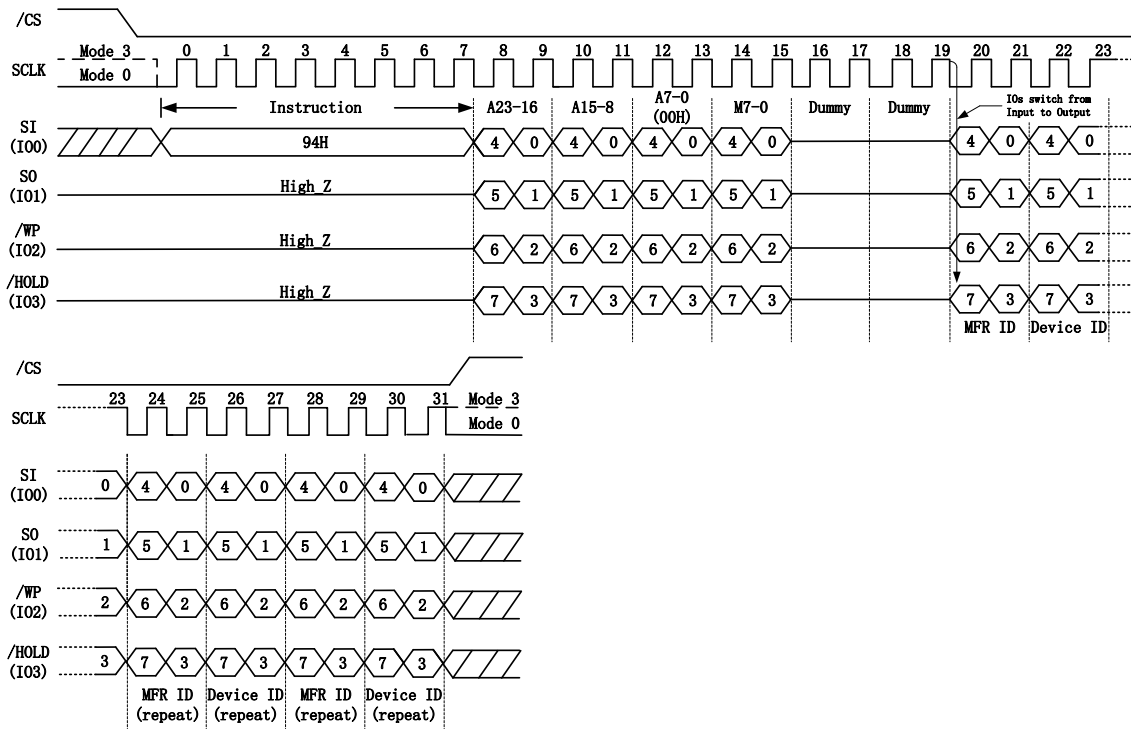 /CS
Mode 3
0 1 2 3 4 5 6 7 8 9 10 11 12 13 14 15 16 17 18 19 20 21 22 23
SCLK
Mode 0
Instruction
A23-16
A15-8
A7-0
(00H)
M7-0
Dummy
Dummy
IOs switch from
Input to Output
SI
(IO0)
94H
4 0 4 0 4 0 4 0 4 0 4 0
SO
(IO1)
High_Z
5 1 5 1 5 1 5 1 5 1 5 1
/WP
(IO2)
High_Z
6 2 6 2 6 2 6 2 6 2 6 2
/HOLD
(IO3)
High_Z
7 3 7 3 7 3 7 3 7 3 7 3
MFR ID
Device ID
/CS
23 24 25 26 27 28 29 30 31
Mode 3
SCLK
Mode 0
SI
(IO0)
0 4 0 4 0 4 0 4 0
SO
(IO1)
1 5 1 5 1 5 1 5 1
/WP
(IO2)
2 6 2 6 2 6 2 6 2
/HOLD
(IO3)
3 7 3 7 3 7 3 7 3
MFR ID
(repeat)
Device ID
(repeat)
MFR ID
(repeat)
Device ID
(repeat)